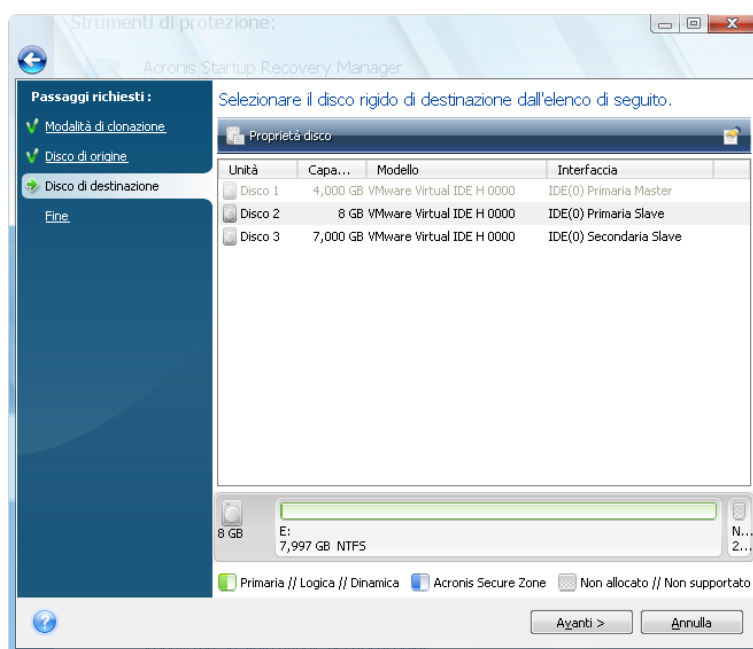 Strumenti di protezione:
Acronis Startup Recovery Manager
Passaggi richiesti :
Modalità di clonazione
Disco di origine
Disco di destinazione
Fine
Selezionare il disco rigido di destinazione dall'elenco di seguito.
Proprietà disco
Unità Capa... Modello Interfaccia
Disco 1 4,000 GB VMware Virtual IDE H 0000 IDE(0) Primaria Master
Disco 2 8 GB VMware Virtual IDE H 0000 IDE(0) Primaria Slave
Disco 3 7,000 GB VMware Virtual IDE H 0000 IDE(0) Secondaria Slave
8 GB
E:
7,997 GB NTFS
N...
2...
Primaria // Logica // Dinamica Acronis Secure Zone Non allocato // Non supportato
Avanti > Annulla